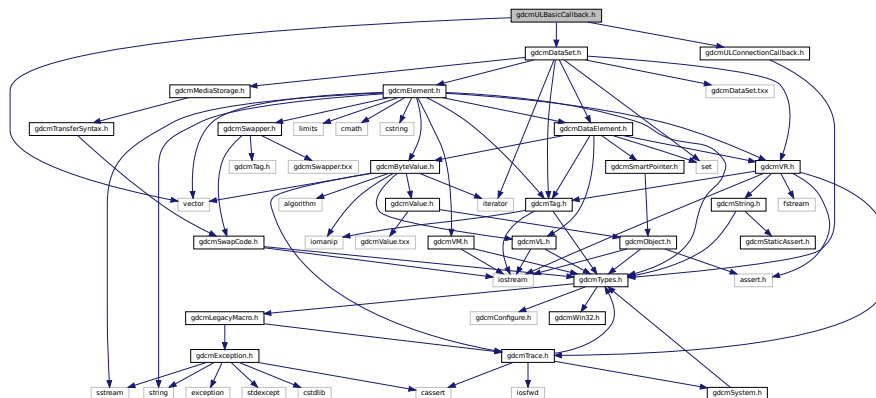 gdcmULBasicCallback.h
gdcmDataSet.h
gdcmULConnectionCallback.h
gdcmMediaStorage.h
gdcmElement.h
gdcmDataSet.txx
gdcmTransferSyntax.h
gdcmSwapper.h
limits
cmath
cstring
gdcmDataElement.h
gdcmTag.h
gdcmSwapper.txx
gdcmByteValue.h
gdcmSmartPointer.h
set
gdcmVR.h
vector
algorithm
gdcmValue.h
iterator
gdcmTag.h
gdcmString.h
fstream
gdcmSwapCode.h
iomanip
gdcmValue.txx
gdcmVM.h
gdcmVL.h
gdcmObject.h
gdcmStaticAssert.h
iostream
gdcmTypes.h
assert.h
gdcmLegacyMacro.h
gdcmConfigure.h
gdcmWin32.h
gdcmException.h
gdcmTrace.h
sstream
string
exception
stdexcept
cstdlib
cassert
iosfwd
gdcmSystem.h